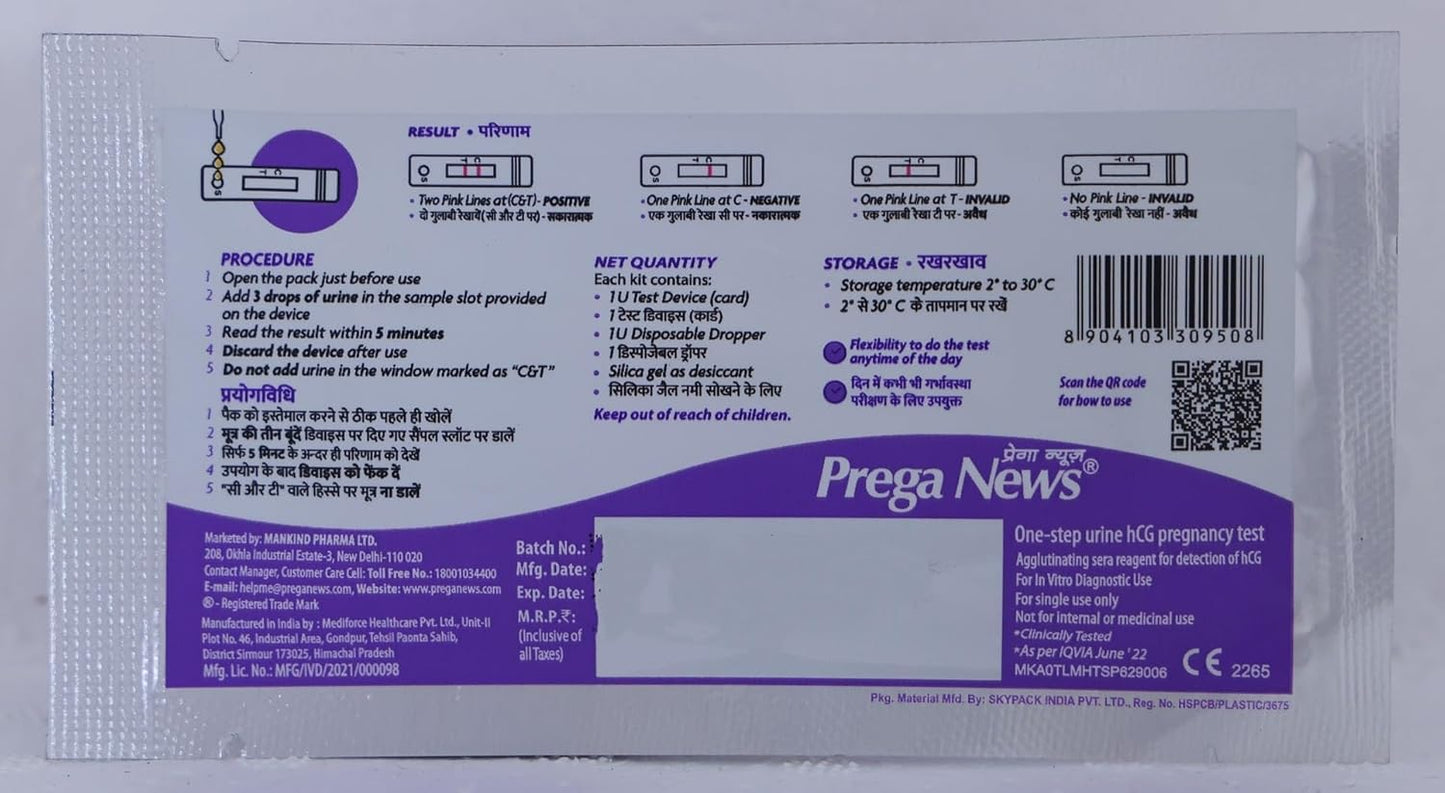 RESULT • परिणाम
S T C
• Two Pink Lines at (C&T)- POSITIVE
• दो गुलाबी रेखायें(सी और टी पर) - सकारात्मक
S T C
• One Pink Line at C - NEGATIVE
• एक गुलाबी रेखा सी पर - नकारात्मक
S T C
• One Pink Line at T - INVALID
• एक गुलाबी रेखा टी पर - अवैध
S T C
• No Pink Line - INVALID
• कोई गुलाबी रेखा नहीं - अवैध
S T C
PROCEDURE
1 Open the pack just before use
2 Add 3 drops of urine in the sample slot provided
on the device
3 Read the result within 5 minutes
4 Discard the device after use
5 Do not add urine in the window marked as “C&T”
प्रयोगविधि
1 पैक को इस्तेमाल करने से ठीक पहले ही खोलें
2 मूत्र की तीन बूंदें डिवाइस पर दिए गए सैंपल स्लॉट पर डालें
3 सिर्फ 5 मिनट के अन्दर ही परिणाम को देखें
4 उपयोग के बाद डिवाइस को फेंक दें
5 "सी और टी" वाले हिस्से पर मूत्र ना डालें
NET QUANTITY
Each kit contains:
• 1U Test Device (card)
• 1 टेस्ट डिवाइस (कार्ड)
• 1U Disposable Dropper
• 1 डिस्पोजेबल ड्रॉपर
• Silica gel as desiccant
• सिलिका जैल नमी सोखने के लिए
Keep out of reach of children.
STORAGE • रखरखाव
• Storage temperature 2° to 30° C
• 2° से 30° C के तापमान पर रखें
Flexibility to do the test
anytime of the day
दिन में कभी भी गर्भावस्था
परीक्षण के लिए उपयुक्त
8 904103 309508
Scan the QR code
for how to use
प्रेगा न्यूज़
Prega News®
Marketed by: MANKIND PHARMA LTD.
208, Okhla Industrial Estate-3, New Delhi-110 020
Contact Manager, Customer Care Cell: Toll Free No.: 18001034400
E-mail: helpme@preganews.com, Website: www.preganews.com
® - Registered Trade Mark
Manufactured in India by : Mediforce Healthcare Pvt. Ltd., Unit-II
Plot No. 46, Industrial Area, Gondpur, Tehsil Paonta Sahib,
District Sirmour 173025, Himachal Pradesh
Mfg. Lic. No.: MFG/IVD/2021/000098
Batch No.:
Mfg. Date:
Exp. Date:
M.R.P.₹:
(Inclusive of
all Taxes)
One-step urine hCG pregnancy test
Agglutinating sera reagent for detection of hCG
For In Vitro Diagnostic Use
For single use only
Not for internal or medicinal use
*Clinically Tested
*As per IQVIA June '22
MKA0TLMHTSP629006
CE 2265
Pkg. Material Mfd. By: SKYPACK INDIA PVT. LTD., Reg. No. HSPCB/PLASTIC/3675